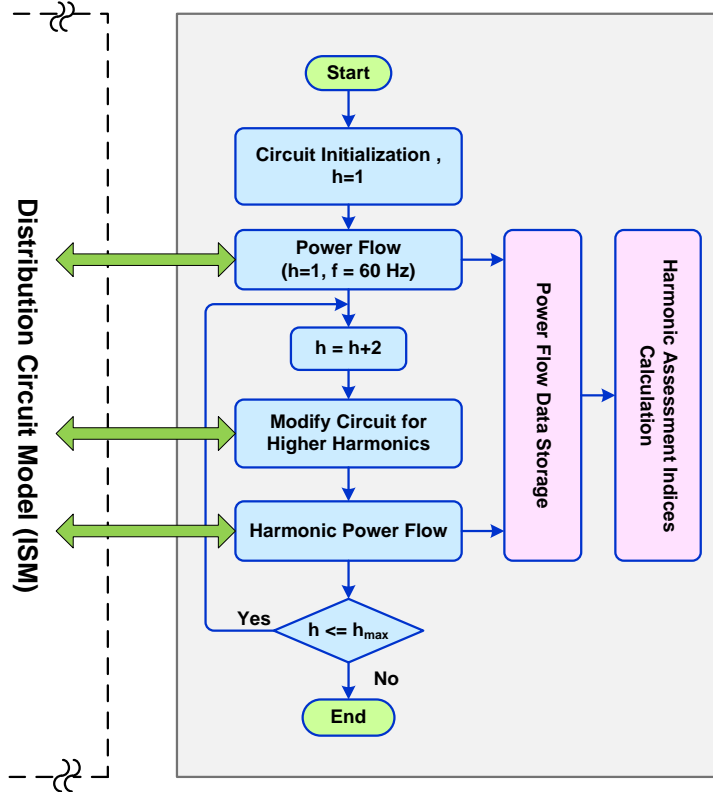 Start
Circuit Initialization ,
h=1
Power Flow
(h=1, f = 60 Hz)
h = h+2
Modify Circuit for
Higher Harmonics
Harmonic Power Flow
h <= hmax
Yes
No
End
Distribution Circuit Model (ISM)
Power Flow Data Storage
Harmonic Assessment Indices
Calculation